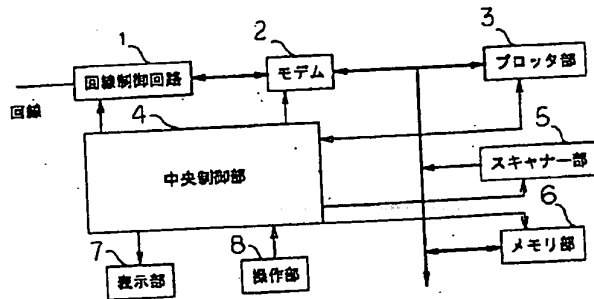 1
回線制御回路
2
モデム
3
プロッタ部
回線
4
中央制御部
5
スキャナー部
6
メモリ部
7
表示部
8
操作部